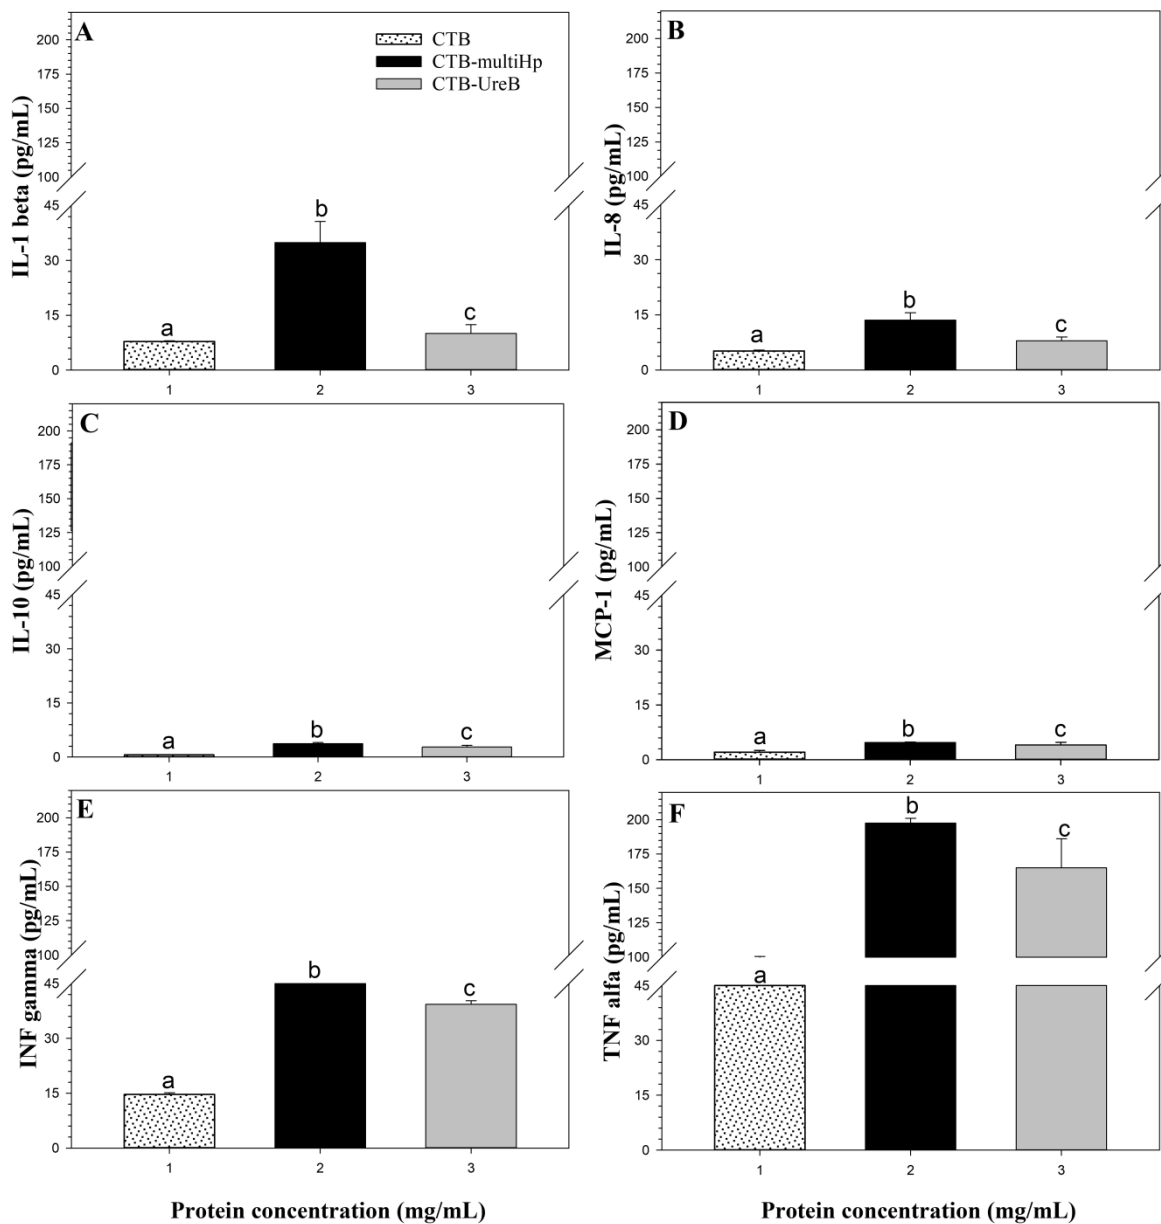 A
CTB
CTB-multiHp
CTB-UreB
IL-1 beta (pg/mL)
200
175
150
125
100
45
30
15
0
a
b
c
1
2
3
B
IL-8 (pg/mL)
200
175
150
125
100
45
30
15
0
a
b
c
1
2
3
C
IL-10 (pg/mL)
200
175
150
125
100
45
30
15
0
a
b
c
1
2
3
D
MCP-1 (pg/mL)
200
175
150
125
100
45
30
15
0
a
b
c
1
2
3
E
INF gamma (pg/mL)
200
175
150
125
100
45
30
15
0
a
b
c
1
2
3
Protein concentration (mg/mL)
F
TNF alfa (pg/mL)
200
175
150
125
100
45
30
15
0
a
b
c
1
2
3
Protein concentration (mg/mL)